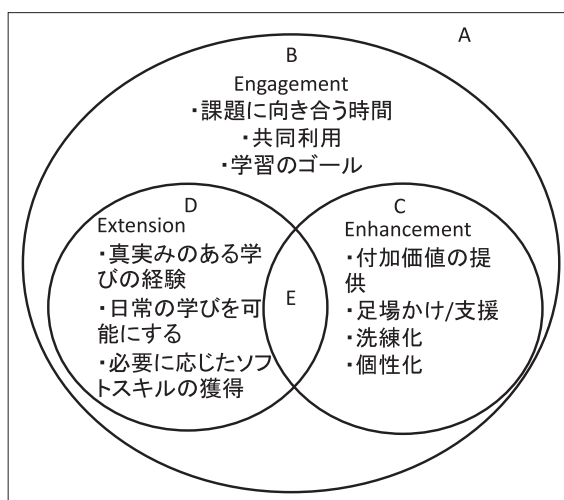 A
B
Engagement
・課題に向き合う時間
・共同利用
・学習のゴール
D
Extension
・真実みのある学
びの経験
・日常の学びを可
能にする
・必要に応じたソフ
トスキルの獲得
E
C
Enhancement
・付加価値の提
供
・足場かけ/支援
・洗練化
・個性化